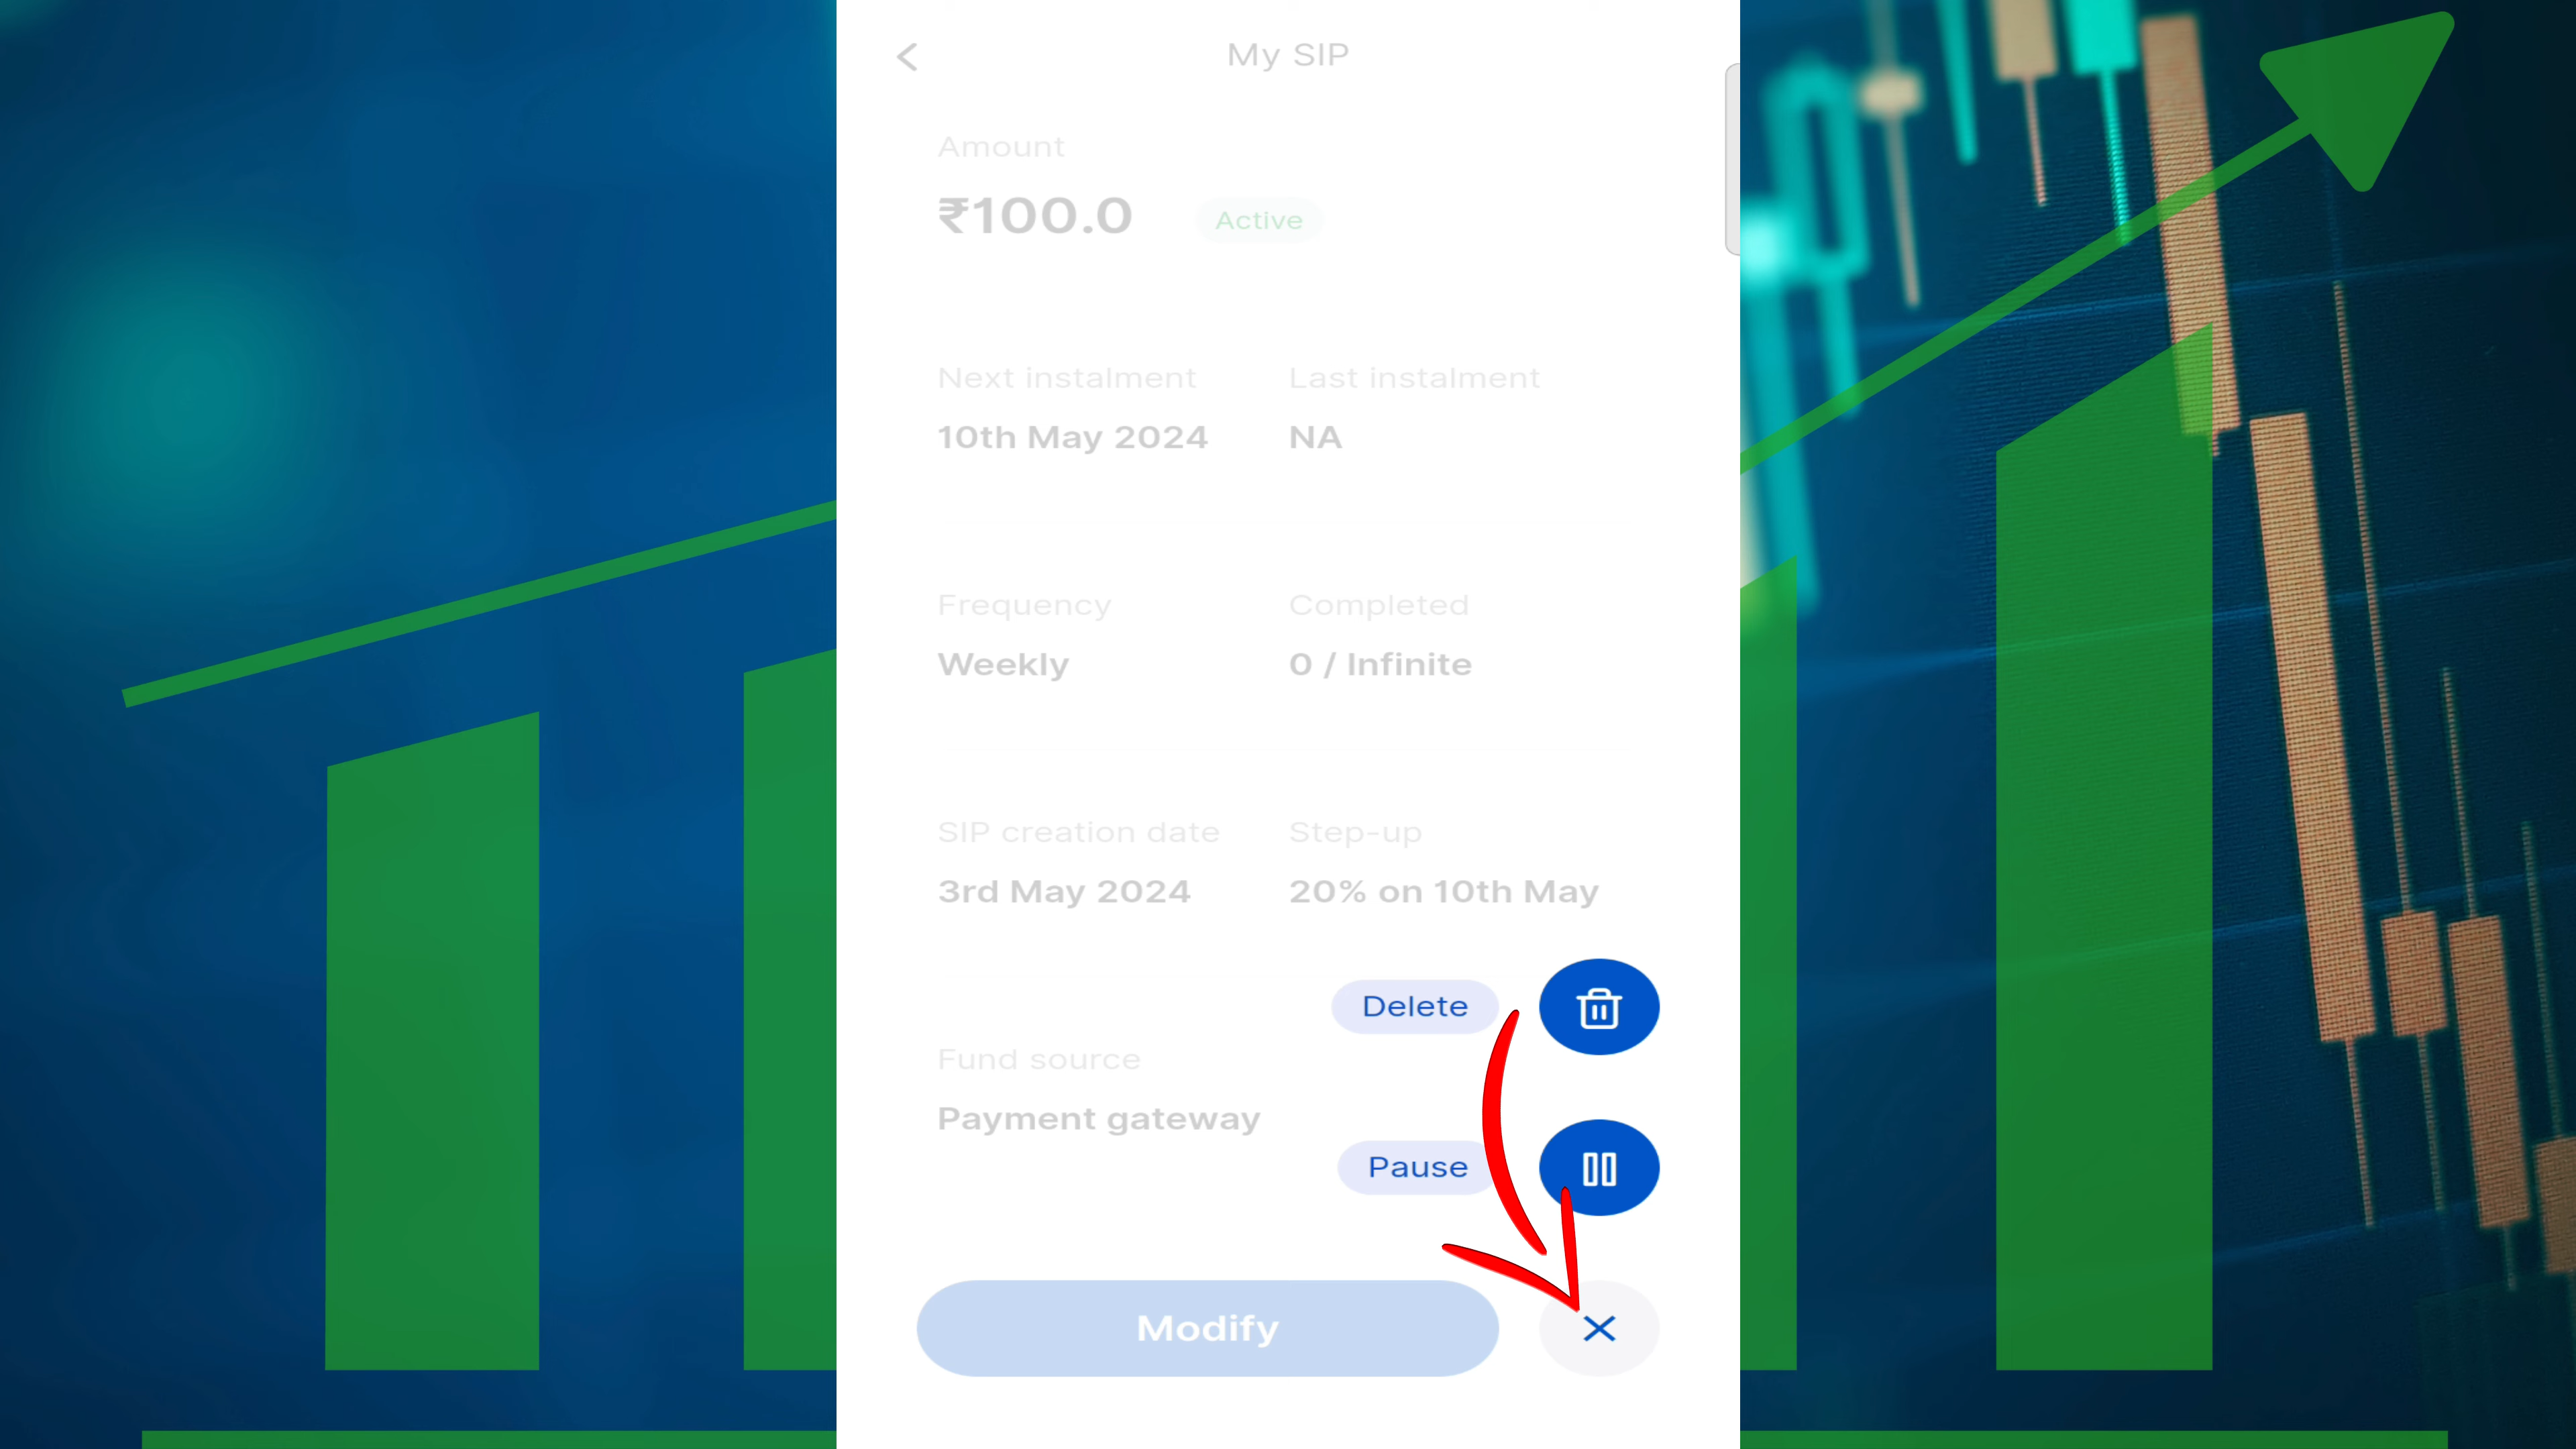 My SIP
Amount
₹100.0 Active
Next instalment Last instalment
10th May 2024 NA
Frequency Completed
Weekly 0 / Infinite
SIP creation date Step-up
3rd May 2024 20% on 10th May
Delete
Fund source
Payment gateway
Pause
Modify